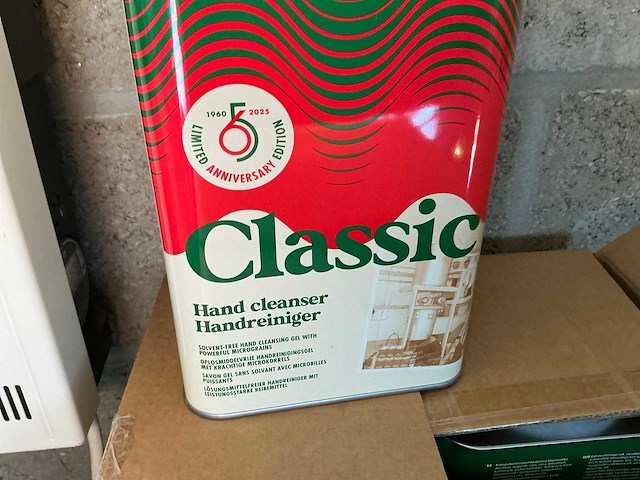 1960 65 2025
LIMITED ANNIVERSARY EDITION
Classic
Hand cleanser
Handreiniger
SOLVENT-FREE HAND CLEANSING GEL WITH
POWERFUL MICROGRAINS
OPLOSMIDDELVRIJE HANDREINIGINGSGEL
MET KRACHTIGE MICROKORRELS
SAVON GEL SANS SOLVANT AVEC MICROBILLES
PUISSANTS
LÖSUNGSMITTELFREIER HANDREINIGER MIT
LEISTUNGSSTARKE REIBEMITTEL